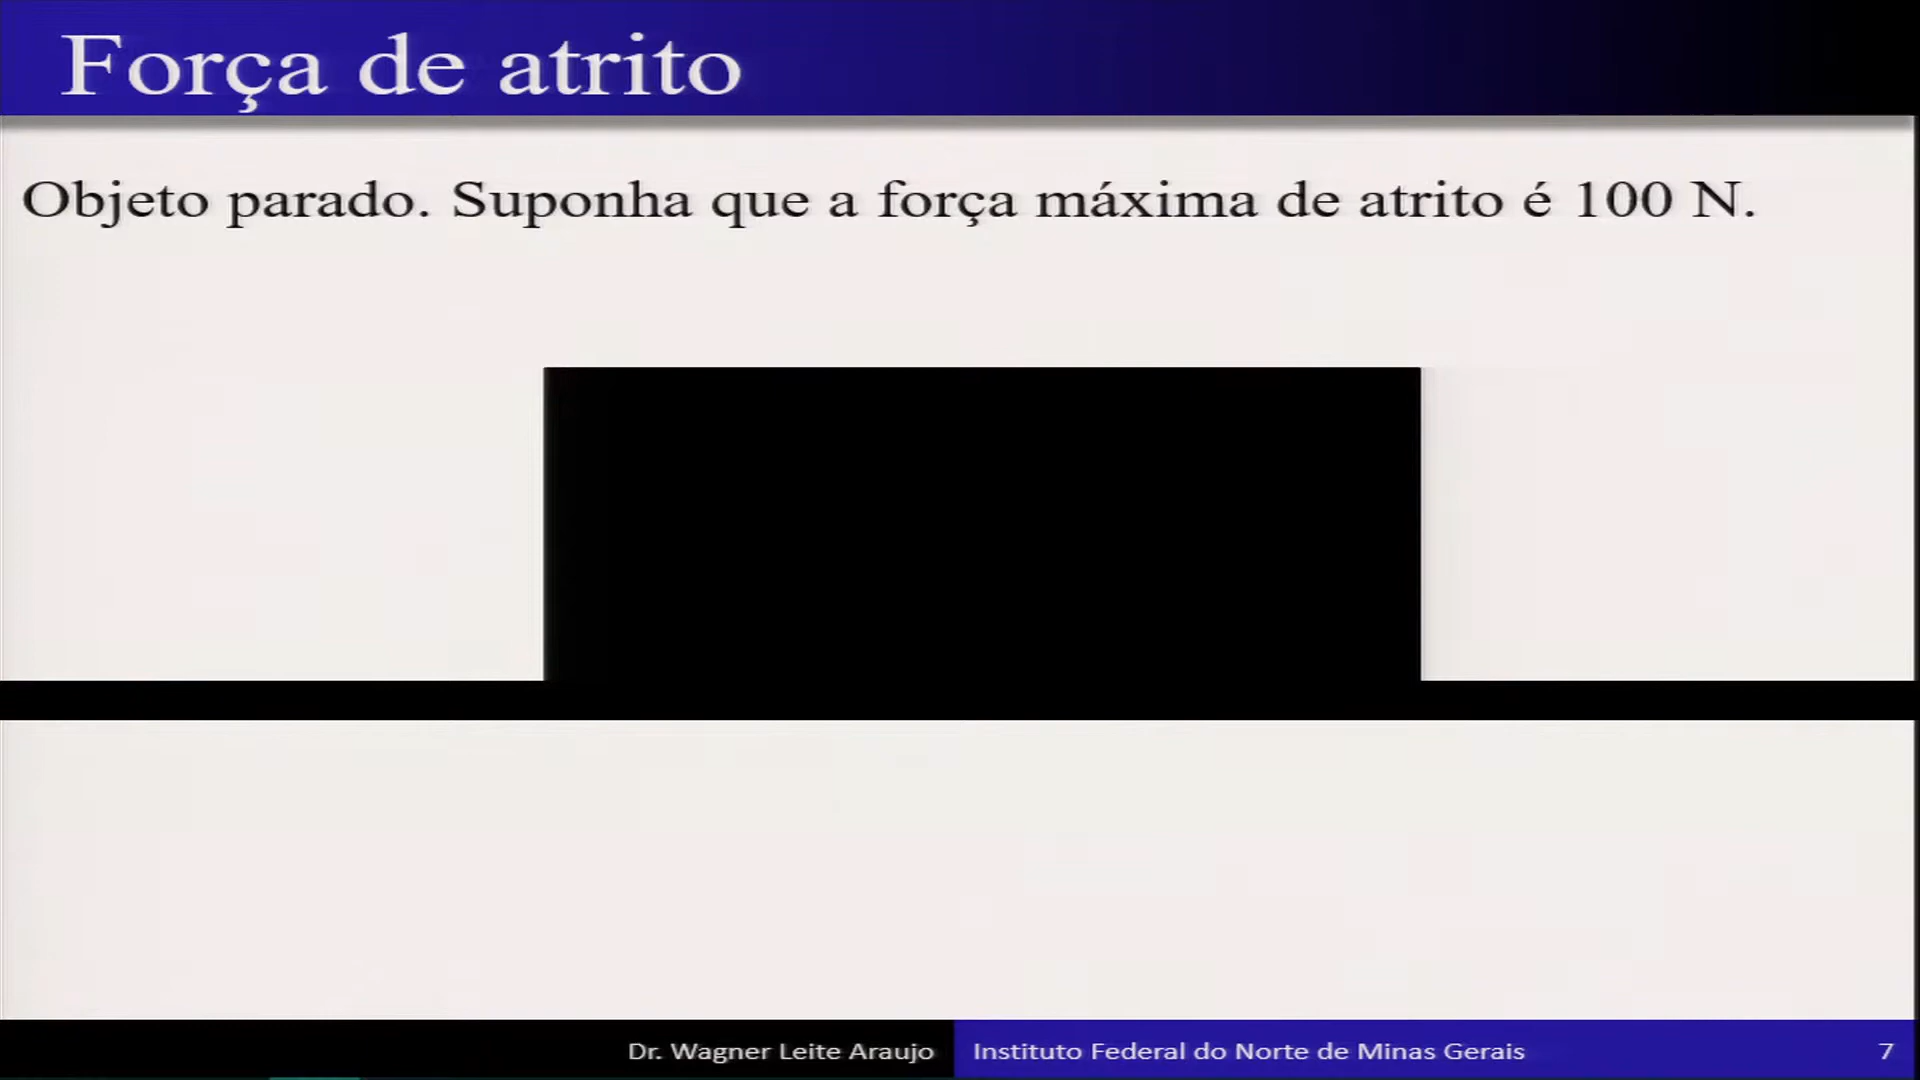 Força de atrito
Objeto parado. Suponha que a força máxima de atrito é 100 N.
Dr. Wagner Leite Araujo
Instituto Federal do Norte de Minas Gerais
7